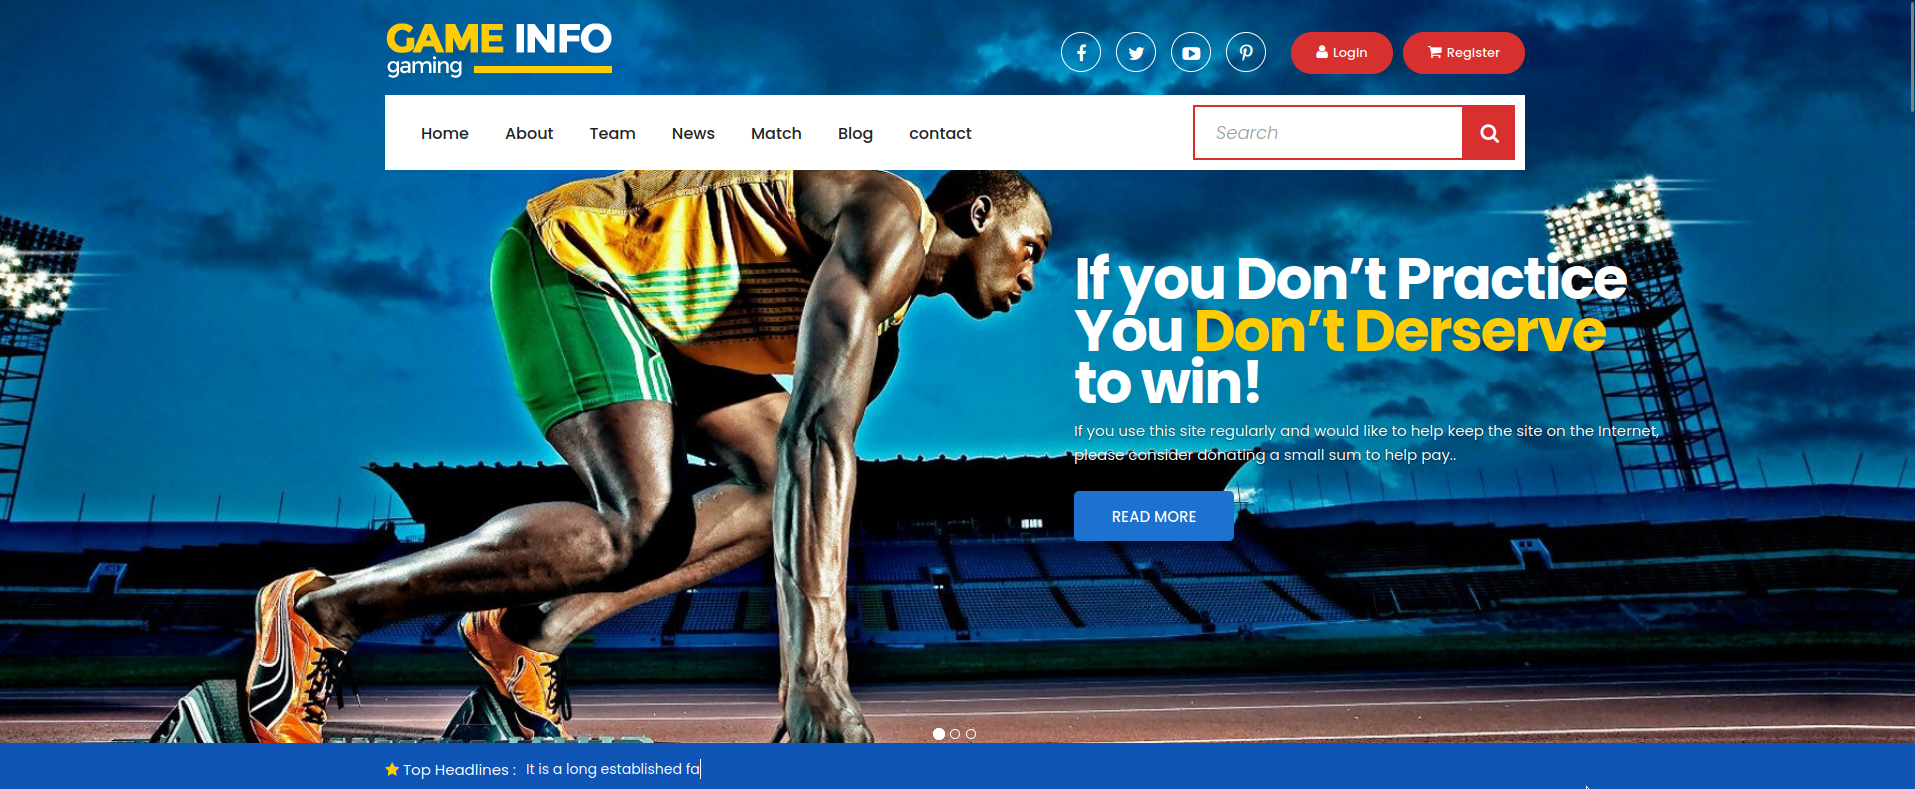 GAME INFO
gaming
Login
Register
Home About Team News Match Blog contact
Search
If you Don’t Practice
You Don’t Derserve
to win!
If you use this site regularly and would like to help keep the site on the Internet,
please consider donating a small sum to help pay..
READ MORE
Top Headlines : It is a long established fa